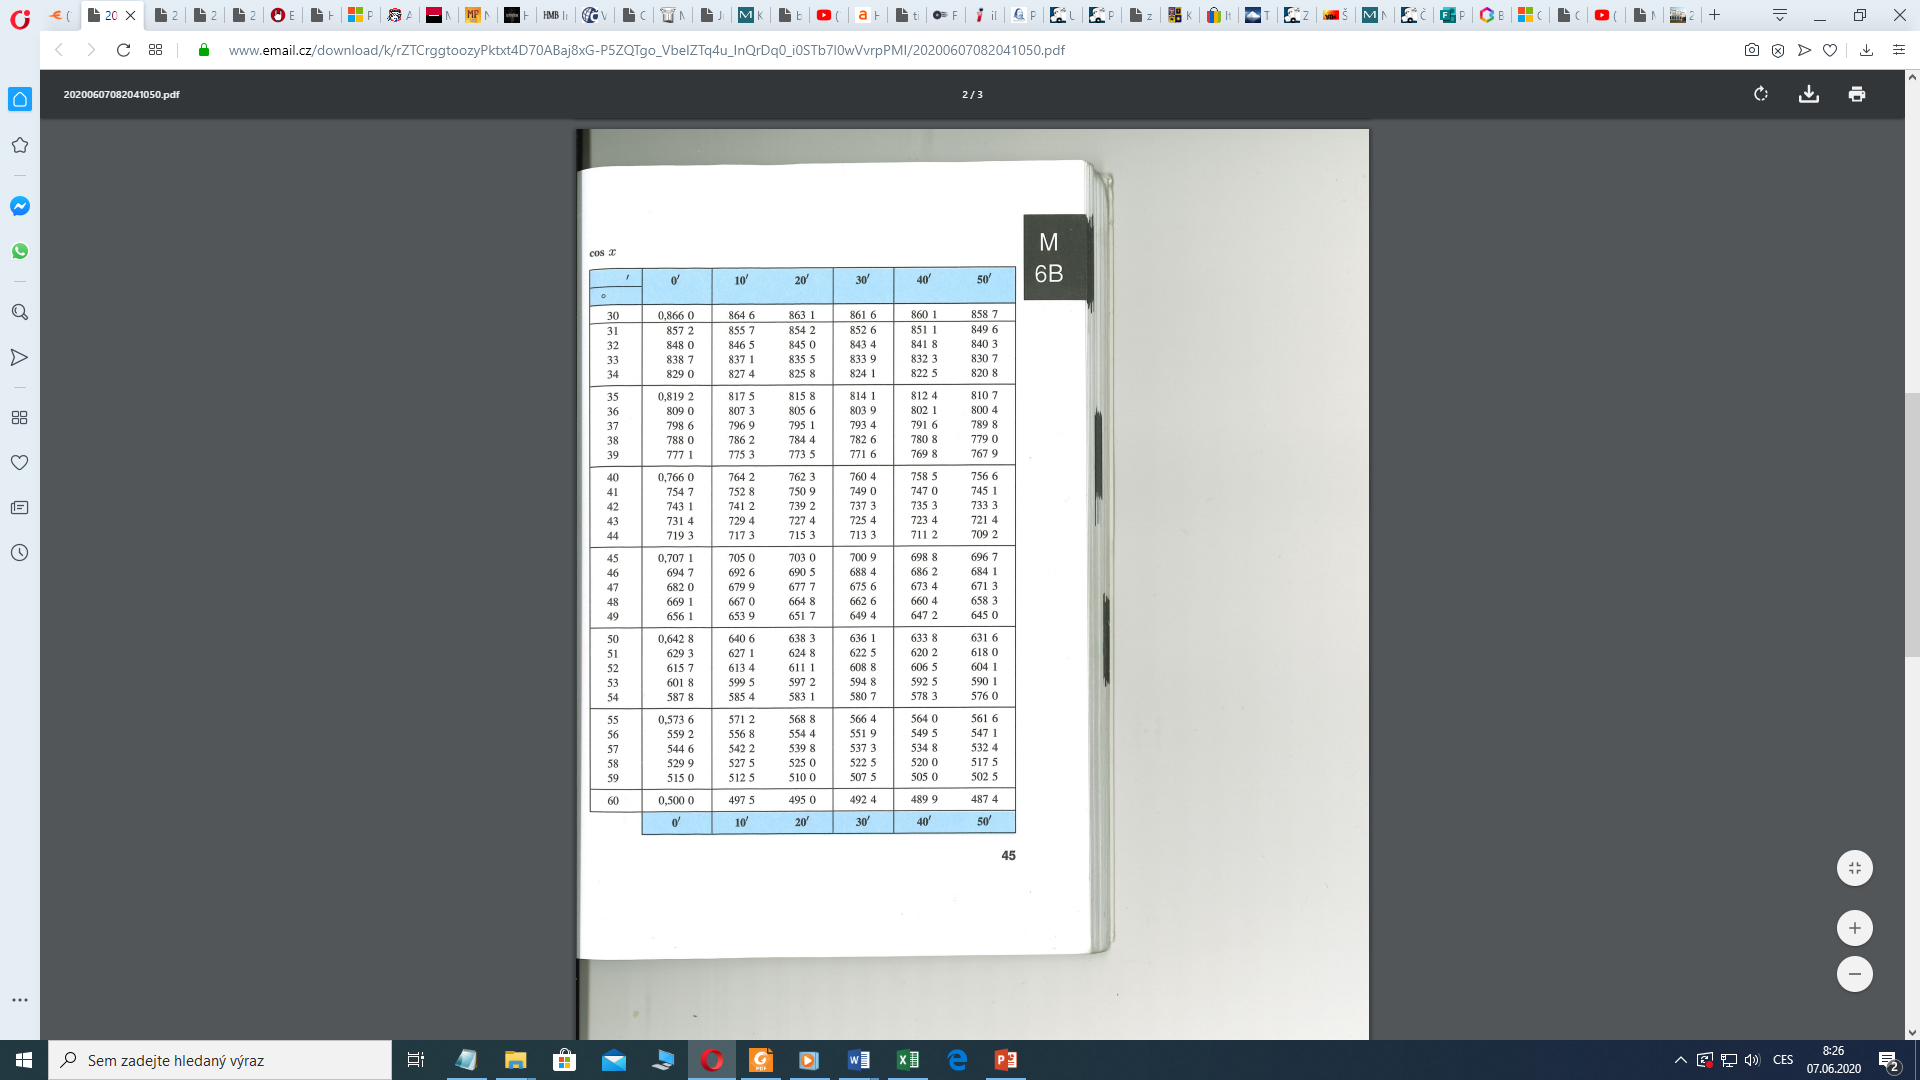 20
www.email.cz/download/k/rZTCrggtoozyPktxt4D70ABaj8xG-P5ZQTgo_VbeIZTq4u_InQrDq0_i0STb7I0wVvrpPMI/20200607082041050.pdf
20200607082041050.pdf
2 / 3
M
6B
cos x
′ 0′ 10′ 20′ 30′ 40′ 50′
°
30 0,866 0 864 6 863 1 861 6 860 1 858 7
31 857 2 855 7 854 2 852 6 851 1 849 6
32 848 0 846 5 845 0 843 4 841 8 840 3
33 838 7 837 1 835 5 833 9 832 3 830 7
34 829 0 827 4 825 8 824 1 822 5 820 8
35 0,819 2 817 5 815 8 814 1 812 4 810 7
36 809 0 807 3 805 6 803 9 802 1 800 4
37 798 6 796 9 795 1 793 4 791 6 789 8
38 788 0 786 2 784 4 782 6 780 8 779 0
39 777 1 775 3 773 5 771 6 769 8 767 9
40 0,766 0 764 2 762 3 760 4 758 5 756 6
41 754 7 752 8 750 9 749 0 747 0 745 1
42 743 1 741 2 739 2 737 3 735 3 733 3
43 731 4 729 4 727 4 725 4 723 4 721 4
44 719 3 717 3 715 3 713 3 711 2 709 2
45 0,707 1 705 0 703 0 700 9 698 8 696 7
46 694 7 692 6 690 5 688 4 686 2 684 1
47 682 0 679 9 677 7 675 6 673 4 671 3
48 669 1 667 0 664 8 662 6 660 4 658 3
49 656 1 653 9 651 7 649 4 647 2 645 0
50 0,642 8 640 6 638 3 636 1 633 8 631 6
51 629 3 627 1 624 8 622 5 620 2 618 0
52 615 7 613 4 611 1 608 8 606 5 604 1
53 601 8 599 5 597 2 594 8 592 5 590 1
54 587 8 585 4 583 1 580 7 578 3 576 0
55 0,573 6 571 2 568 8 566 4 564 0 561 6
56 559 2 556 8 554 4 551 9 549 5 547 1
57 544 6 542 2 539 8 537 3 534 8 532 4
58 529 9 527 5 525 0 522 5 520 0 517 5
59 515 0 512 5 510 0 507 5 505 0 502 5
60 0,500 0 497 5 495 0 492 4 489 9 487 4
0′ 10′ 20′ 30′ 40′ 50′
45
Sem zadejte hledaný výraz
CES
8:26
07.06.2020
2